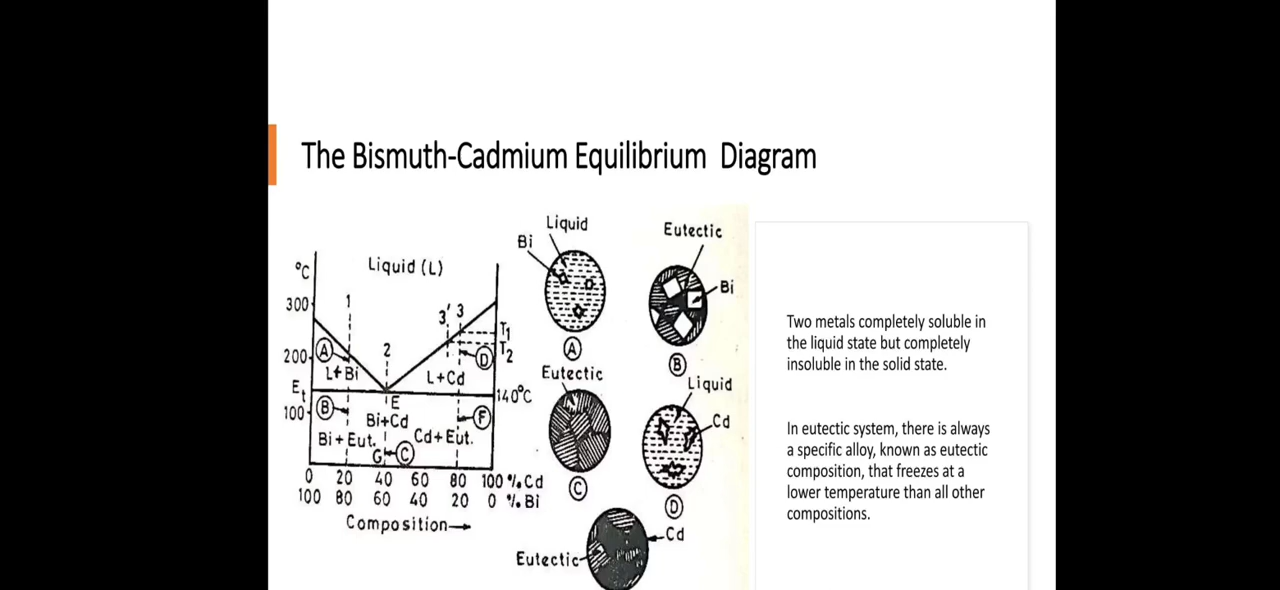 The Bismuth-Cadmium Equilibrium Diagram
°C
Liquid (L)
300
1
3' 3
T₁
T₂
2
A
D
200
L+Bi
L+Cd
Eₜ
140°C
100
E
B
F
Bi+Cd
Bi+Eut.
Cd+Eut.
G
C
0 20 40 60 80 100 %Cd
100 80 60 40 20 0 %Bi
Composition→
Liquid
Bi
A
Eutectic
Bi
B
Eutectic
C
Liquid
Cd
D
Cd
Eutectic
Two metals completely soluble in
the liquid state but completely
insoluble in the solid state.
In eutectic system, there is always
a specific alloy, known as eutectic
composition, that freezes at a
lower temperature than all other
compositions.